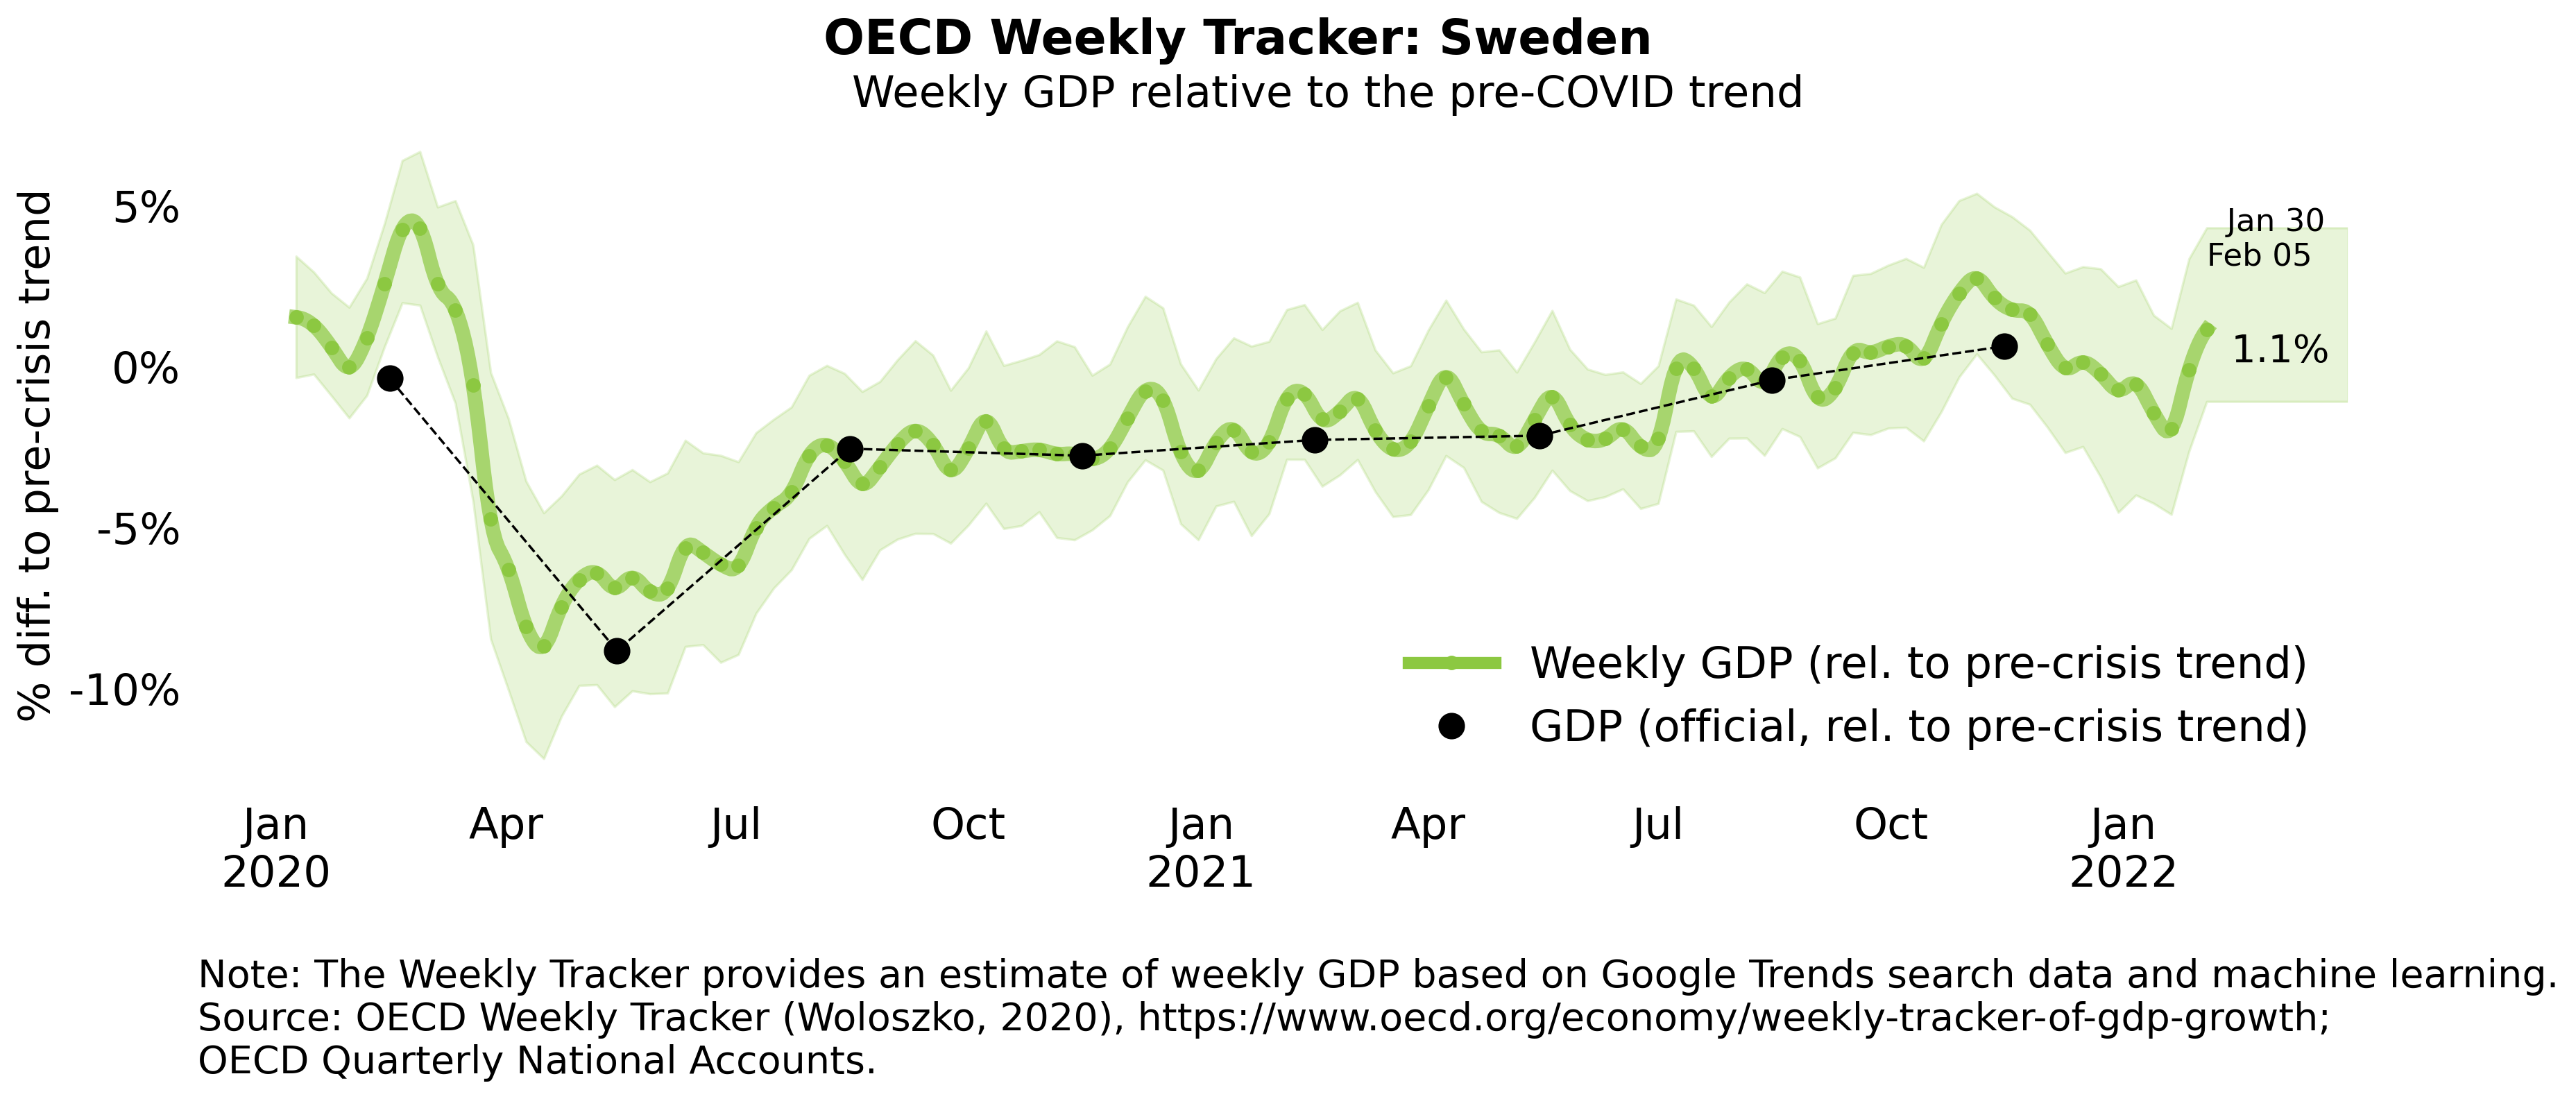 OECD Weekly Tracker: Sweden
Weekly GDP relative to the pre-COVID trend
% diff. to pre-crisis trend
5%
0%
-5%
-10%
Jan 30
Feb 05
1.1%
Weekly GDP (rel. to pre-crisis trend)
GDP (official, rel. to pre-crisis trend)
Jan Apr Jul Oct Jan Apr Jul Oct Jan
2020 2021 2022
Note: The Weekly Tracker provides an estimate of weekly GDP based on Google Trends search data and machine learning.
Source: OECD Weekly Tracker (Woloszko, 2020), https://www.oecd.org/economy/weekly-tracker-of-gdp-growth;
OECD Quarterly National Accounts.